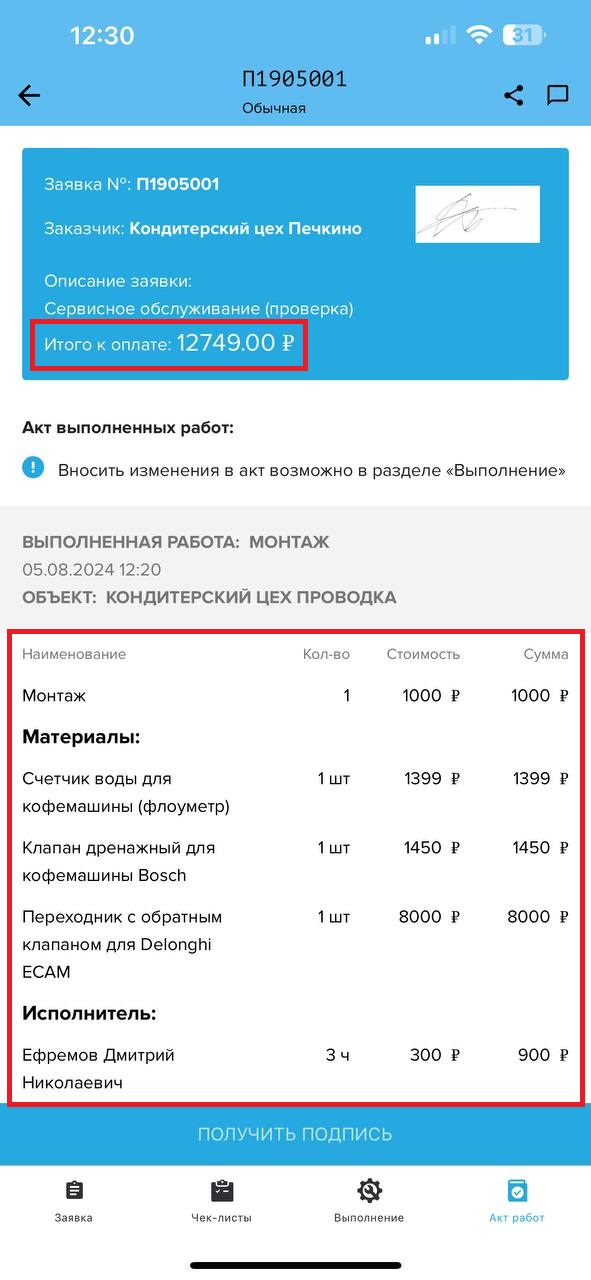 12:30
31
П1905001
Обычная
Заявка №: П1905001
Заказчик: Кондитерский цех Печкино
Описание заявки:
Сервисное обслуживание (проверка)
Итого к оплате: 12749.00 ₽
Акт выполненных работ:
Вносить изменения в акт возможно в разделе «Выполнение»
ВЫПОЛНЕННАЯ РАБОТА: МОНТАЖ
05.08.2024 12:20
ОБЪЕКТ: КОНДИТЕРСКИЙ ЦЕХ ПРОВОДКА
Наименование Кол-во Стоимость Сумма
Монтаж 1 1000 ₽ 1000 ₽
Материалы:
Счетчик воды для 1 шт 1399 ₽ 1399 ₽
кофемашины (флоуметр)
Клапан дренажный для 1 шт 1450 ₽ 1450 ₽
кофемашины Bosch
Переходник с обратным 1 шт 8000 ₽ 8000 ₽
клапаном для Delonghi
ECAM
Исполнитель:
Ефремов Дмитрий 3 ч 300 ₽ 900 ₽
Николаевич
ПОЛУЧИТЬ ПОДПИСЬ
Заявка Чек-листы Выполнение Акт работ